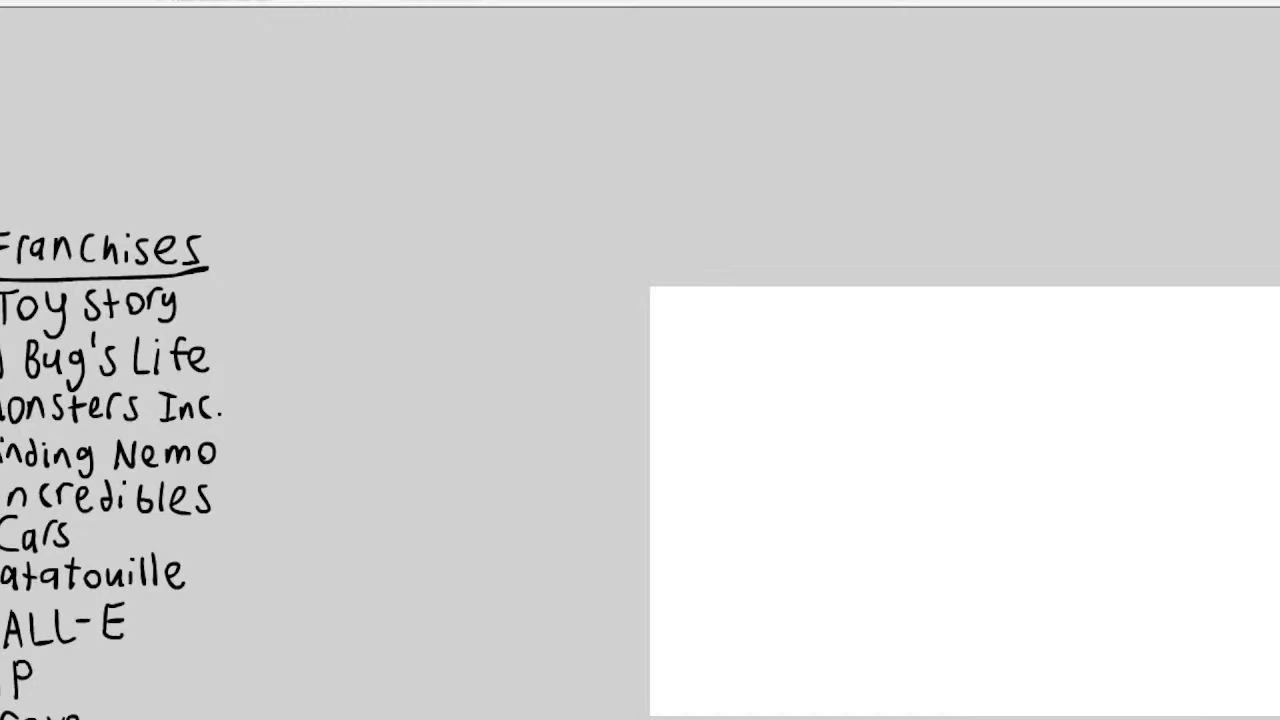 Franchises
Toy Story
Bug's Life
onsters Inc.
inding Nemo
ncredibles
Cars
atatouille
ALL-E
P